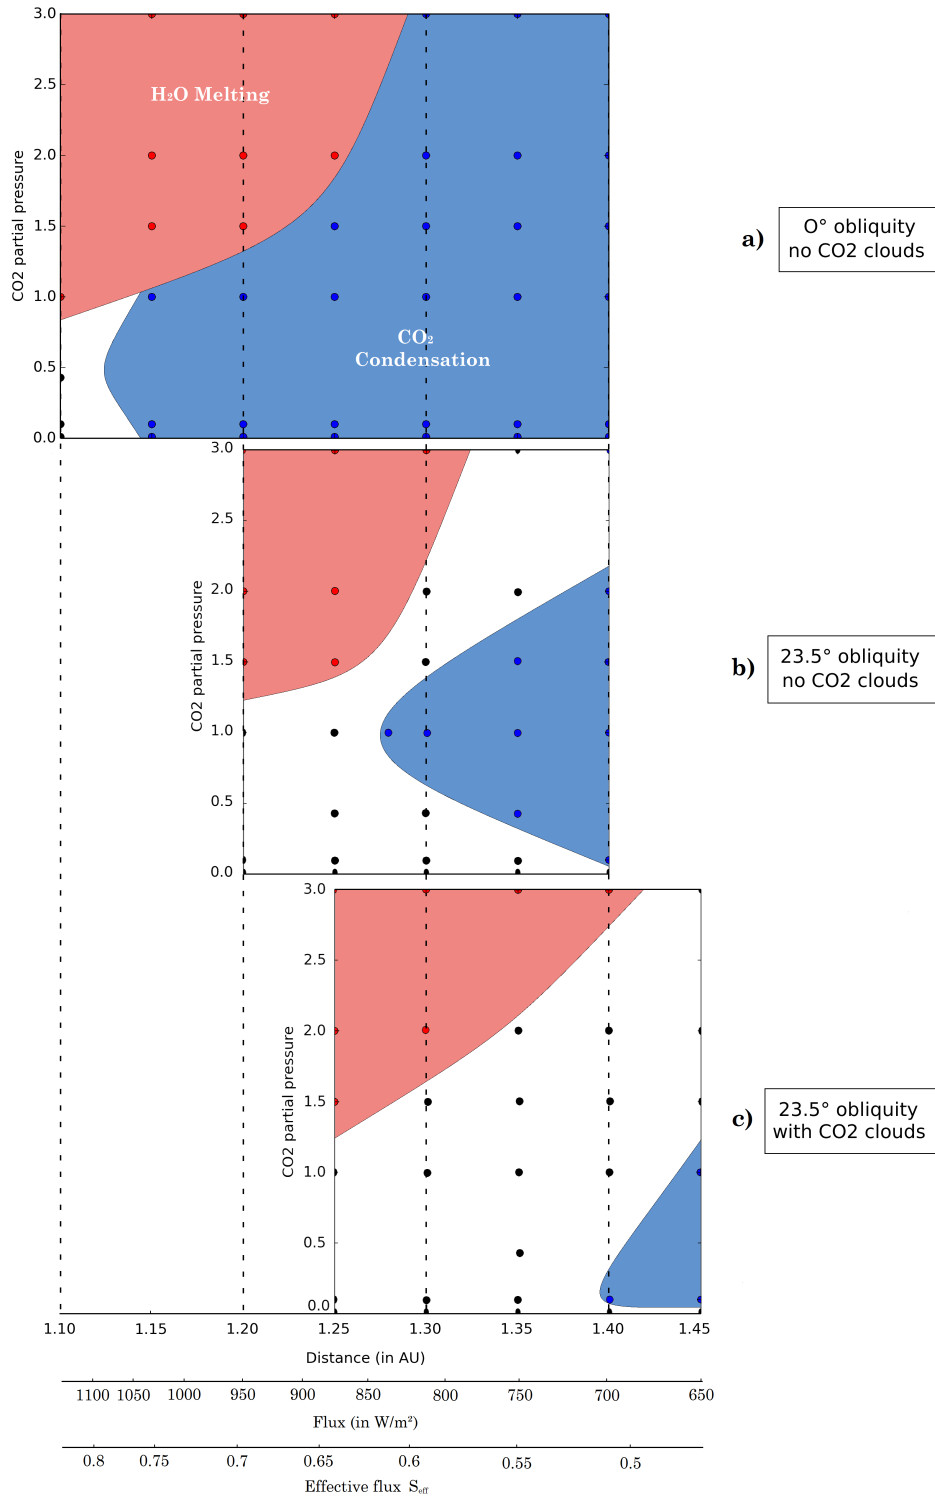 3.0
2.5
2.0
1.5
1.0
0.5
0.0
CO2 partial pressure
H₂O Melting
CO₂
Condensation
a)
O° obliquity
no CO2 clouds
3.0
2.5
2.0
1.5
1.0
0.5
0.0
CO2 partial pressure
b)
23.5° obliquity
no CO2 clouds
3.0
2.5
2.0
1.5
1.0
0.5
0.0
CO2 partial pressure
c)
23.5° obliquity
with CO2 clouds
1.10 1.15 1.20 1.25 1.30 1.35 1.40 1.45
Distance (in AU)
1100 1050 1000 950 900 850 800 750 700 650
Flux (in W/m²)
0.8 0.75 0.7 0.65 0.6 0.55 0.5
Effective flux S_eff